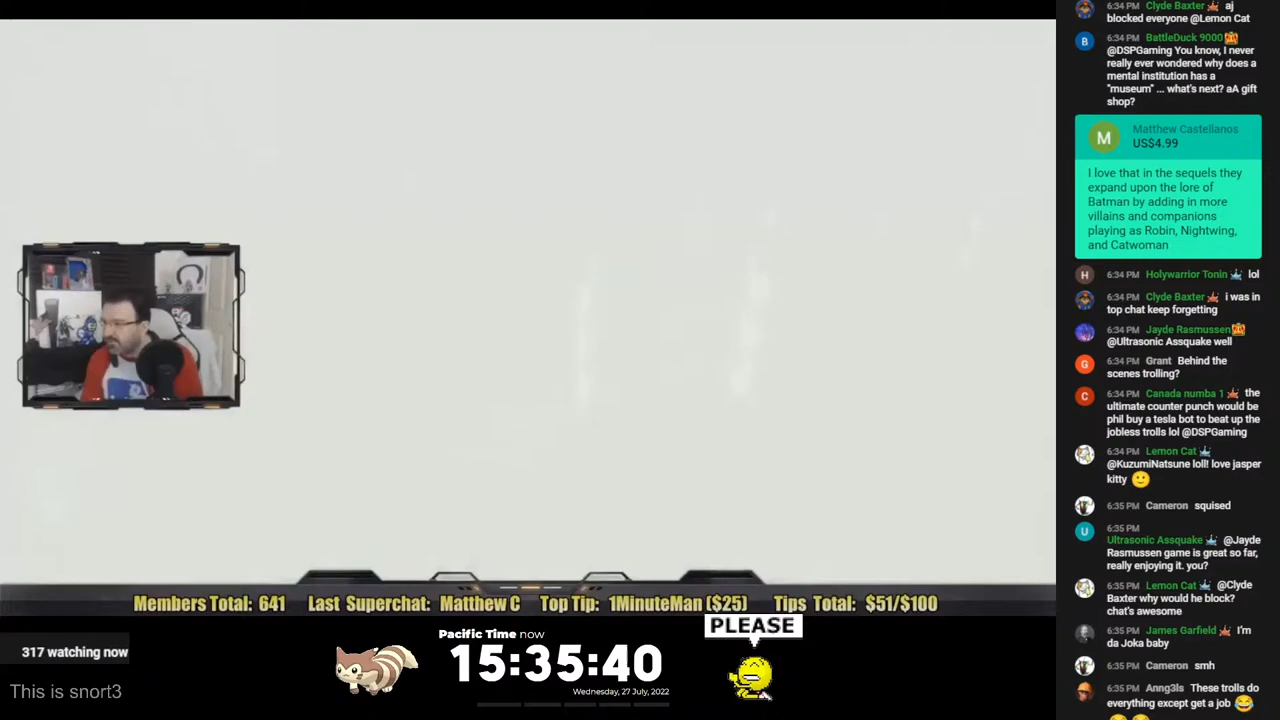 6:34 PM Clyde Baxter aj
blocked everyone @Lemon Cat
B
6:34 PM BattleDuck 9000
@DSPGaming You know, I never
really ever wondered why does a
mental institution has a
"museum" ... what's next? aA gift
shop?
M
Matthew Castellanos
US$4.99
I love that in the sequels they
expand upon the lore of
Batman by adding in more
villains and companions
playing as Robin, Nightwing,
and Catwoman
H
6:34 PM Holywarrior Tonin lol
6:34 PM Clyde Baxter i was in
top chat keep forgetting
6:34 PM Jayde Rasmussen
@Ultrasonic Assquake well
G
6:34 PM Grant Behind the
scenes trolling?
C
6:34 PM Canada numba 1 the
ultimate counter punch would be
phil buy a tesla bot to beat up the
jobless trolls lol @DSPGaming
6:34 PM Lemon Cat
@KuzumiNatsune loll! love jasper
kitty
6:35 PM Cameron squised
U
6:35 PM
Ultrasonic Assquake @Jayde
Rasmussen game is great so far,
really enjoying it. you?
6:35 PM Lemon Cat @Clyde
Baxter why would he block?
chat's awesome
6:35 PM James Garfield I'm
da Joka baby
6:35 PM Cameron smh
6:35 PM Anng3ls These trolls do
everything except get a job
Members Total: 641 Last Superchat: Matthew C Top Tip: 1MinuteMan ($25) Tips Total: $51/$100
317 watching now
This is snort3
Pacific Time now
15:35:40
Wednesday, 27 July, 2022
PLEASE